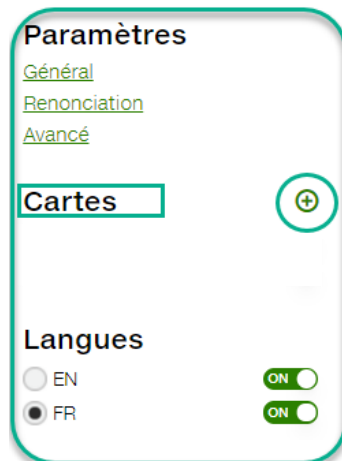 Paramètres
Général
Renonciation
Avancé
Cartes
Langues
EN ON
FR ON